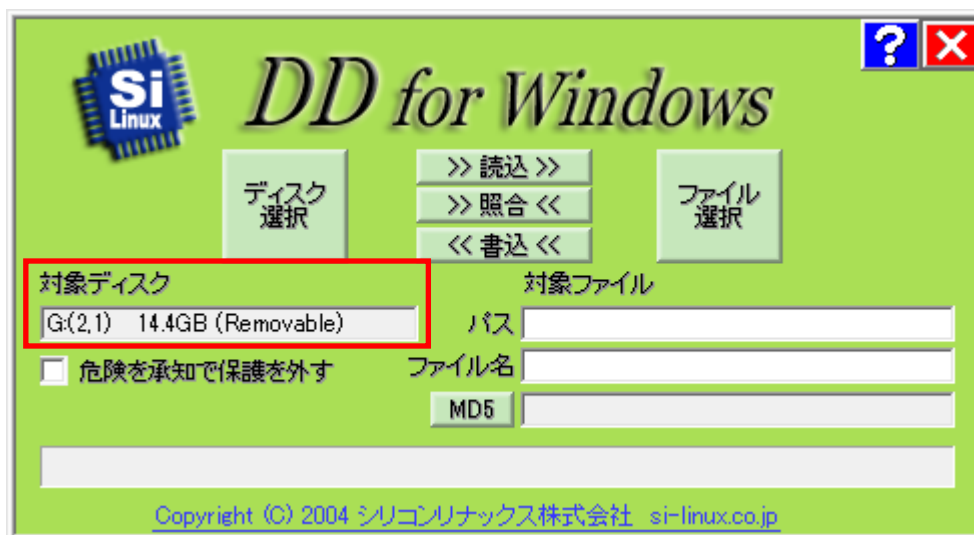 Si
Linux
DD for Windows
?
ディスク
選択
>> 読込 >>
>> 照合 <<
<< 書込 <<
ファイル
選択
対象ディスク
G:(2,1) 14.4GB (Removable)
危険を承知で保護を外す
対象ファイル
パス
ファイル名
MD5
Copyright (C) 2004 シリコンリナックス株式会社 si-linux.co.jp